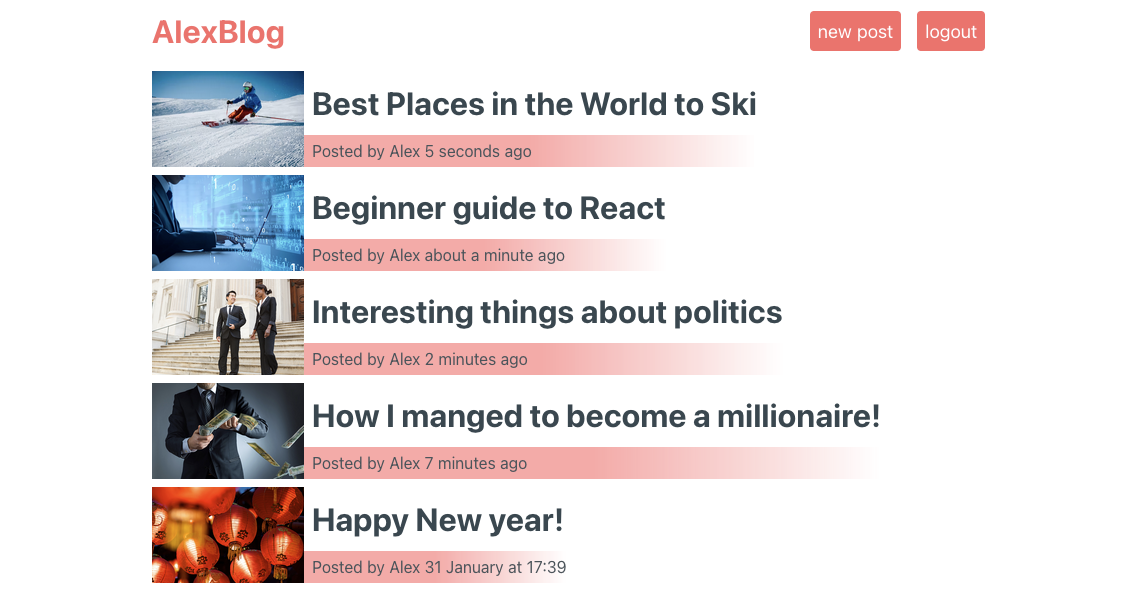 AlexBlog
new post
logout
Best Places in the World to Ski
Posted by Alex 5 seconds ago
Beginner guide to React
Posted by Alex about a minute ago
Interesting things about politics
Posted by Alex 2 minutes ago
How I manged to become a millionaire!
Posted by Alex 7 minutes ago
Happy New year!
Posted by Alex 31 January at 17:39